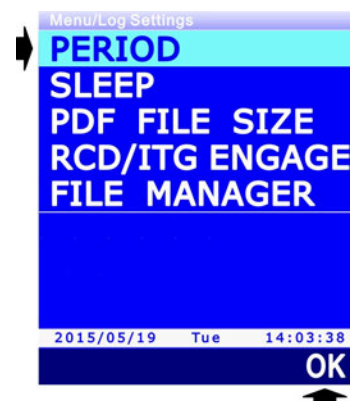 Menu/Log Settings
PERIOD
SLEEP
PDF FILE SIZE
RCD/ITG ENGAGE
FILE MANAGER
2015/05/19 Tue 14:03:38
OK